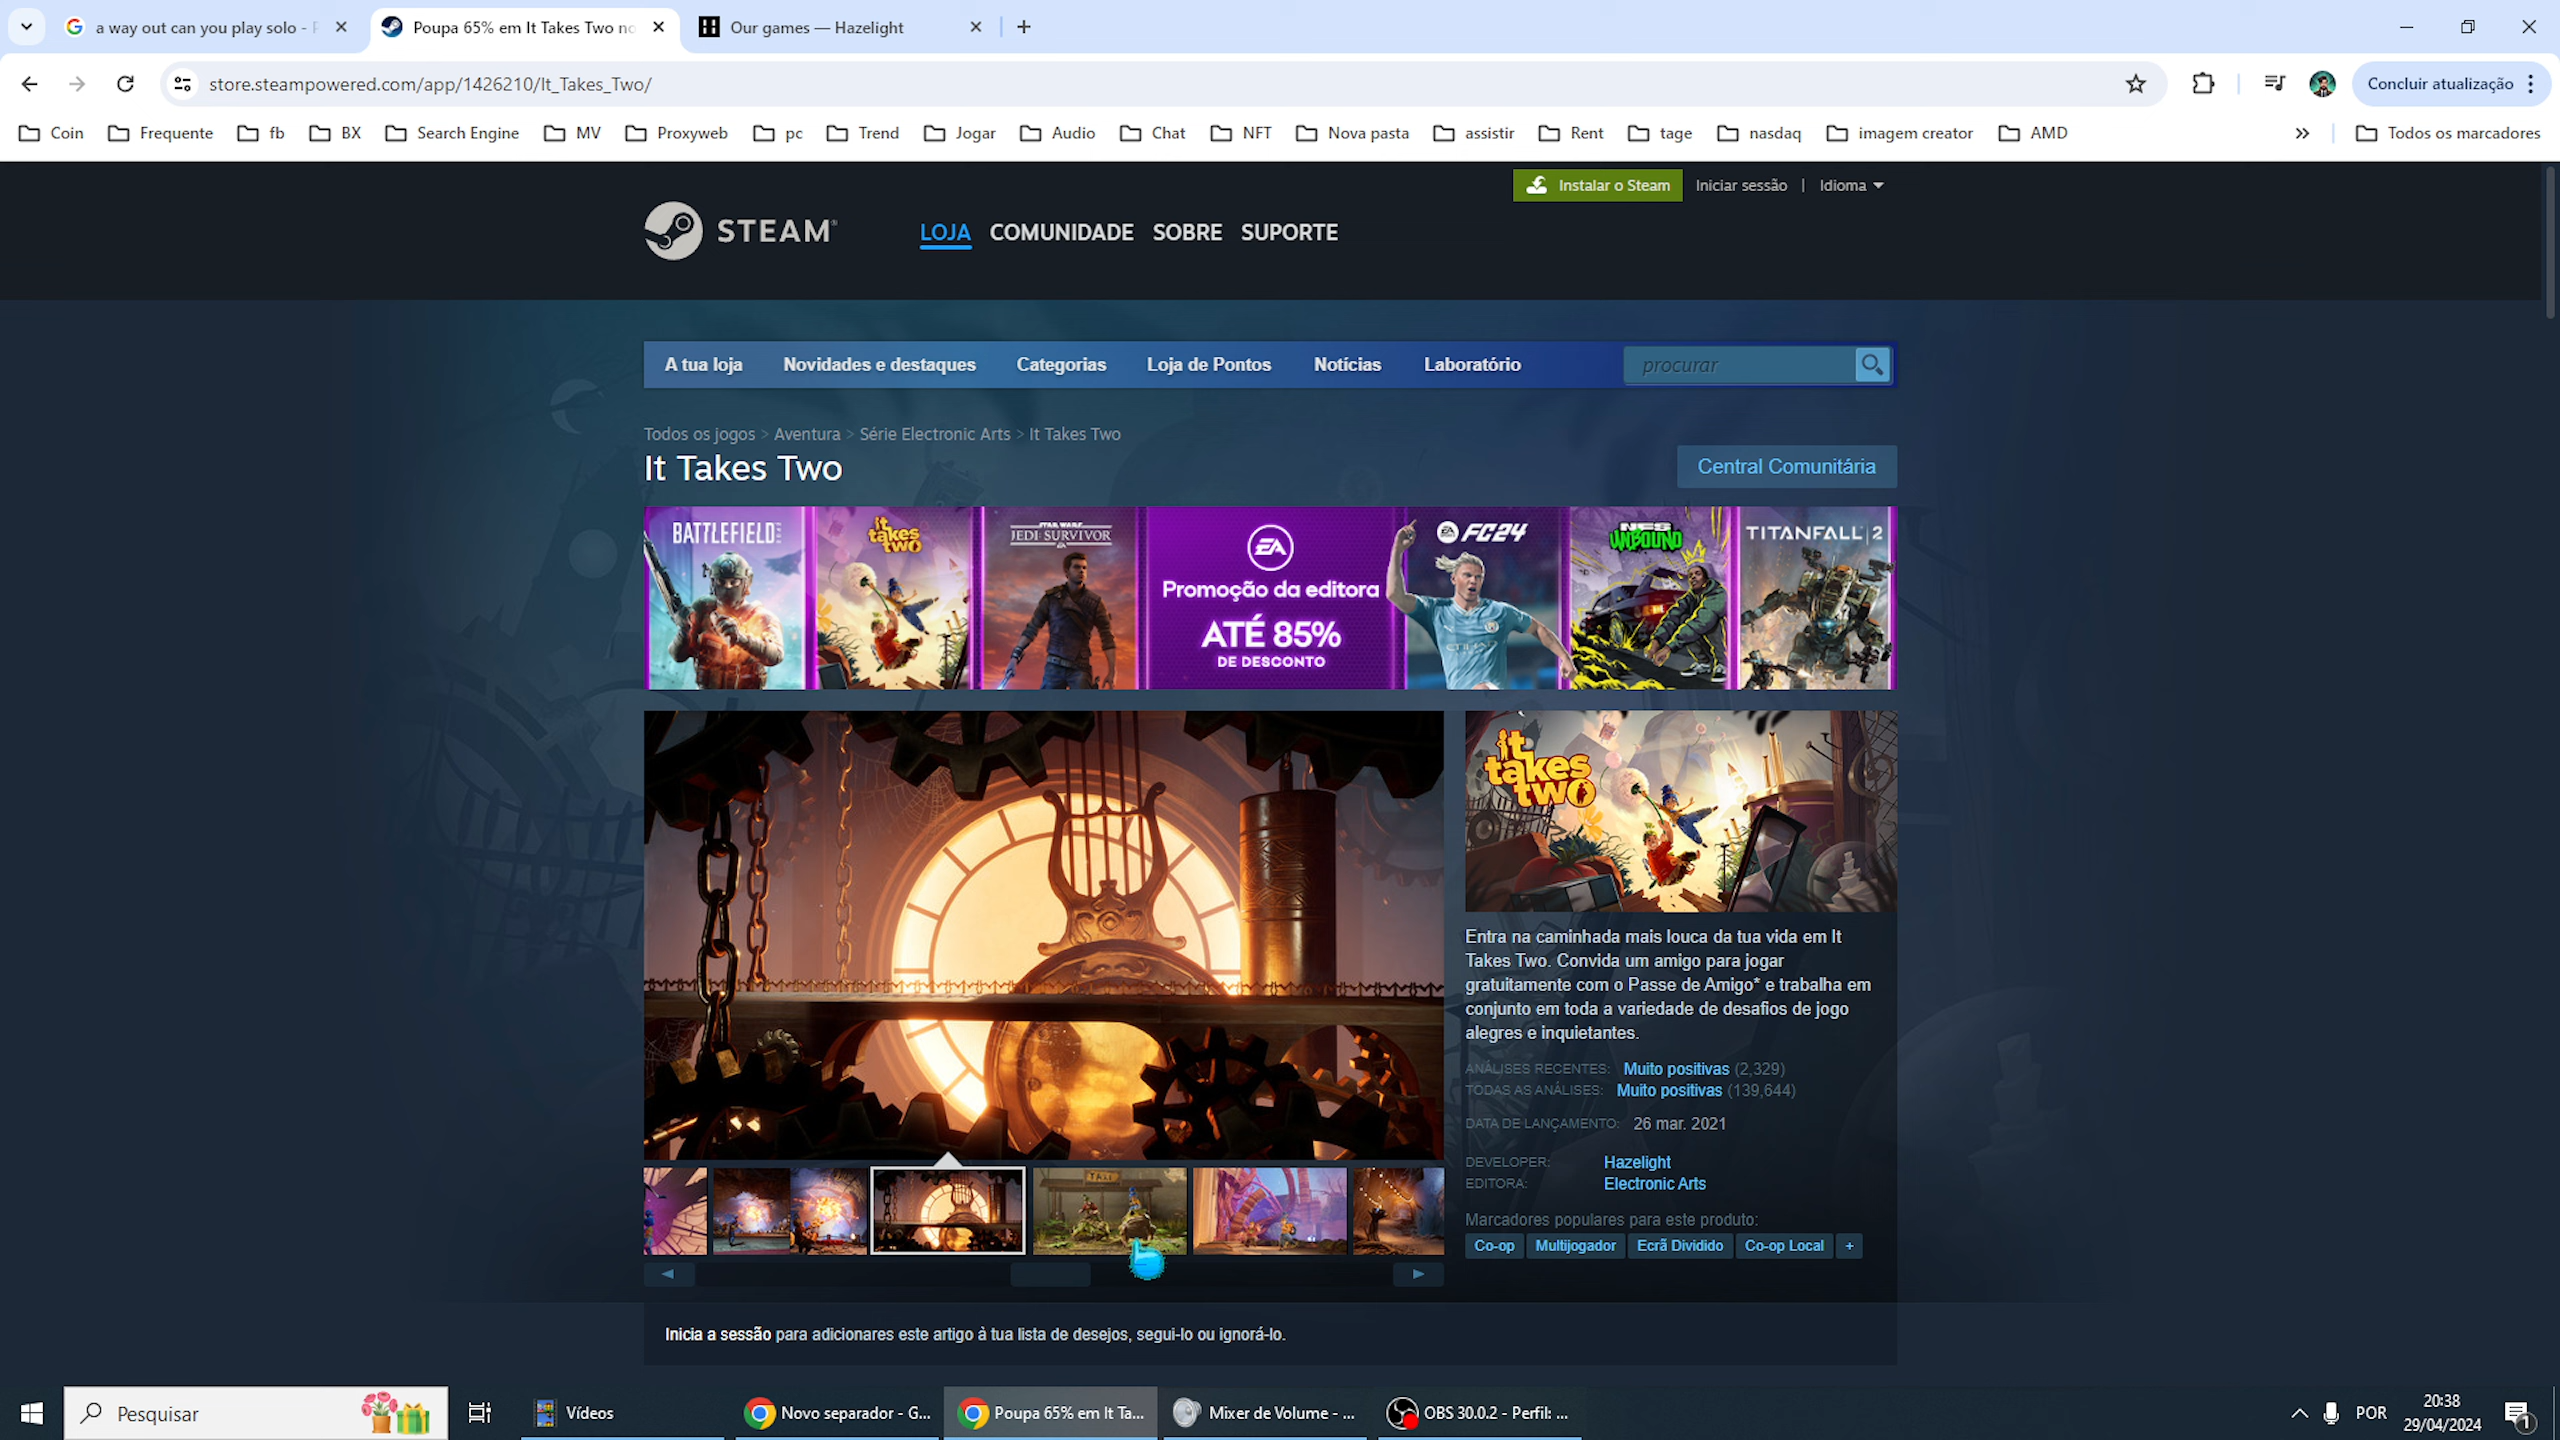 a way out can you play solo -
Poupa 65% em It Takes Two no
Our games — Hazelight
store.steampowered.com/app/1426210/It_Takes_Two/
Concluir atualização
Coin
Frequente
fb
BX
Search Engine
MV
Proxyweb
pc
Trend
Jogar
Audio
Chat
NFT
Nova pasta
assistir
Rent
tage
nasdaq
imagem creator
AMD
Todos os marcadores
Instalar o Steam
Iniciar sessão | Idioma
STEAM®
LOJA COMUNIDADE SOBRE SUPORTE
A tua loja
Novidades e destaques
Categorias
Loja de Pontos
Notícias
Laboratório
procurar
Todos os jogos > Aventura > Série Electronic Arts > It Takes Two
It Takes Two
Central Comunitária
BATTLEFIELD
it takes two
STAR WARS
JEDI: SURVIVOR
EA
Promoção da editora
ATÉ 85%
DE DESCONTO
EA FC24
NFS
UNBOUND
TITANFALL | 2
it
takes
two
Entra na caminhada mais louca da tua vida em It
Takes Two. Convida um amigo para jogar
gratuitamente com o Passe de Amigo* e trabalha em
conjunto em toda a variedade de desafios de jogo
alegres e inquietantes.
ANÁLISES RECENTES: Muito positivas (2,329)
TODAS AS ANÁLISES: Muito positivas (139,644)
DATA DE LANÇAMENTO: 26 mar. 2021
DEVELOPER: Hazelight
EDITORA: Electronic Arts
Marcadores populares para este produto:
Co-op
Multijogador
Ecrã Dividido
Co-op Local
+
TAXI
Inicia a sessão para adicionares este artigo à tua lista de desejos, segui-lo ou ignorá-lo.
Pesquisar
Vídeos
Novo separador - G...
Poupa 65% em It Ta...
Mixer de Volume - ...
OBS 30.0.2 - Perfil: ...
POR
20:38
29/04/2024
1